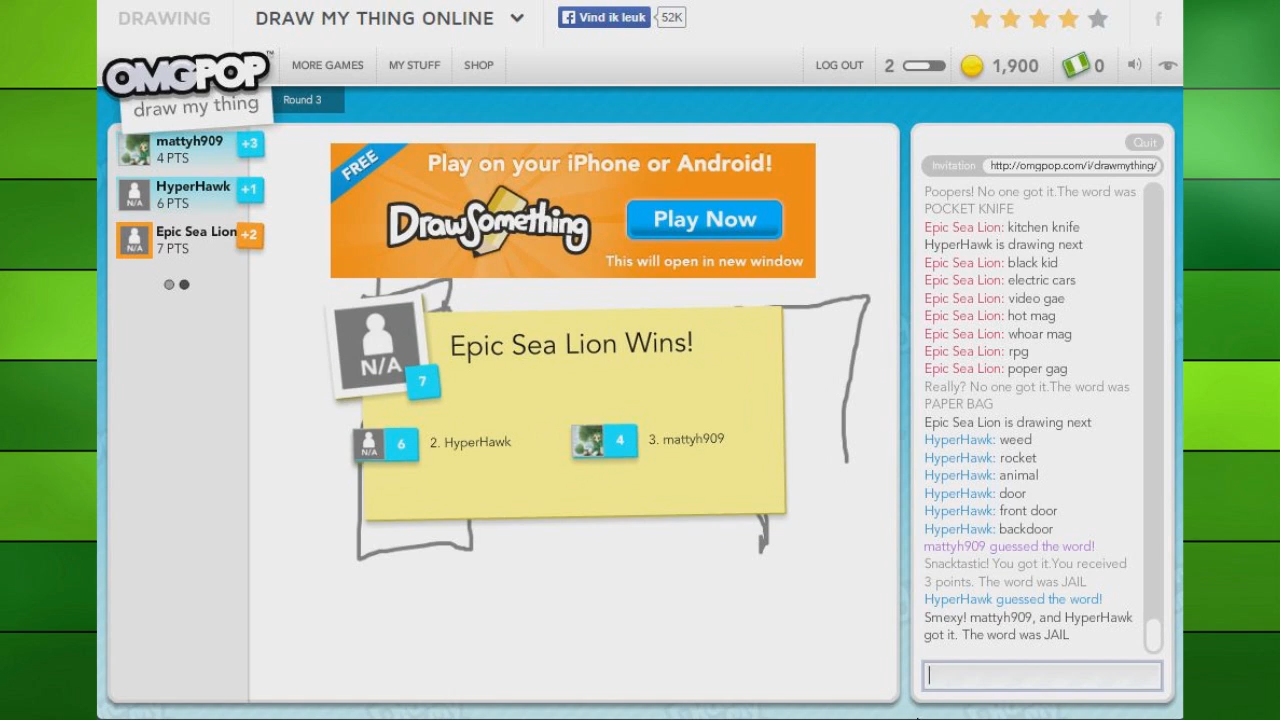 DRAWING
DRAW MY THING ONLINE
Vind ik leuk
52K
f
OMGPOP™
draw my thing
MORE GAMES
MY STUFF
SHOP
LOG OUT
2
1,900
0
Round 3
mattyh909
4 PTS
+3
N/A
HyperHawk
6 PTS
+1
N/A
Epic Sea Lion
7 PTS
+2
FREE
Play on your iPhone or Android!
DrawSomething
Play Now
This will open in new window
N/A
7
Epic Sea Lion Wins!
N/A
6
2. HyperHawk
4
3. mattyh909
Quit
Invitation
http://omgpop.com/i/drawmything/
Poopers! No one got it.The word was
POCKET KNIFE
Epic Sea Lion: kitchen knife
HyperHawk is drawing next
Epic Sea Lion: black kid
Epic Sea Lion: electric cars
Epic Sea Lion: video gae
Epic Sea Lion: hot mag
Epic Sea Lion: whoar mag
Epic Sea Lion: rpg
Epic Sea Lion: poper gag
Really? No one got it.The word was
PAPER BAG
Epic Sea Lion is drawing next
HyperHawk: weed
HyperHawk: rocket
HyperHawk: animal
HyperHawk: door
HyperHawk: front door
HyperHawk: backdoor
mattyh909 guessed the word!
Snacktastic! You got it.You received
3 points. The word was JAIL
HyperHawk guessed the word!
Smexy! mattyh909, and HyperHawk
got it. The word was JAIL